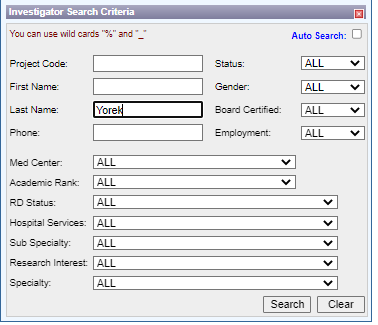 Investigator Search Criteria
You can use wild cards "%" and "_" Auto Search:
Project Code: Status: ALL
First Name: Gender: ALL
Last Name: Yorek Board Certified: ALL
Phone: Employment: ALL
Med Center: ALL
Academic Rank: ALL
RD Status: ALL
Hospital Services: ALL
Sub Specialty: ALL
Research Interest: ALL
Specialty: ALL
Search Clear